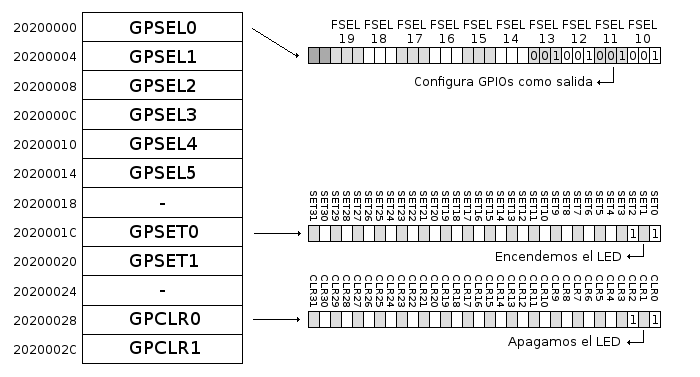 20200000 GPSEL0
20200004 GPSEL1
20200008 GPSEL2
2020000C GPSEL3
20200010 GPSEL4
20200014 GPSEL5
20200018 -
2020001C GPSET0
20200020 GPSET1
20200024 -
20200028 GPCLR0
2020002C GPCLR1
FSEL FSEL FSEL FSEL FSEL FSEL FSEL FSEL FSEL FSEL
19 18 17 16 15 14 13 12 11 10
0 0 1 0 0 1 0 0 1 0 0 1
Configura GPIOs como salida
SET31 SET30 SET29 SET28 SET27 SET26 SET25 SET24 SET23 SET22 SET21 SET20 SET19 SET18 SET17 SET16 SET15 SET14 SET13 SET12 SET11 SET10 SET9 SET8 SET7 SET6 SET5 SET4 SET3 SET2 SET1 SET0
1 1
Encendemos el LED
CLR31 CLR30 CLR29 CLR28 CLR27 CLR26 CLR25 CLR24 CLR23 CLR22 CLR21 CLR20 CLR19 CLR18 CLR17 CLR16 CLR15 CLR14 CLR13 CLR12 CLR11 CLR10 CLR9 CLR8 CLR7 CLR6 CLR5 CLR4 CLR3 CLR2 CLR1 CLR0
1 1
Apagamos el LED